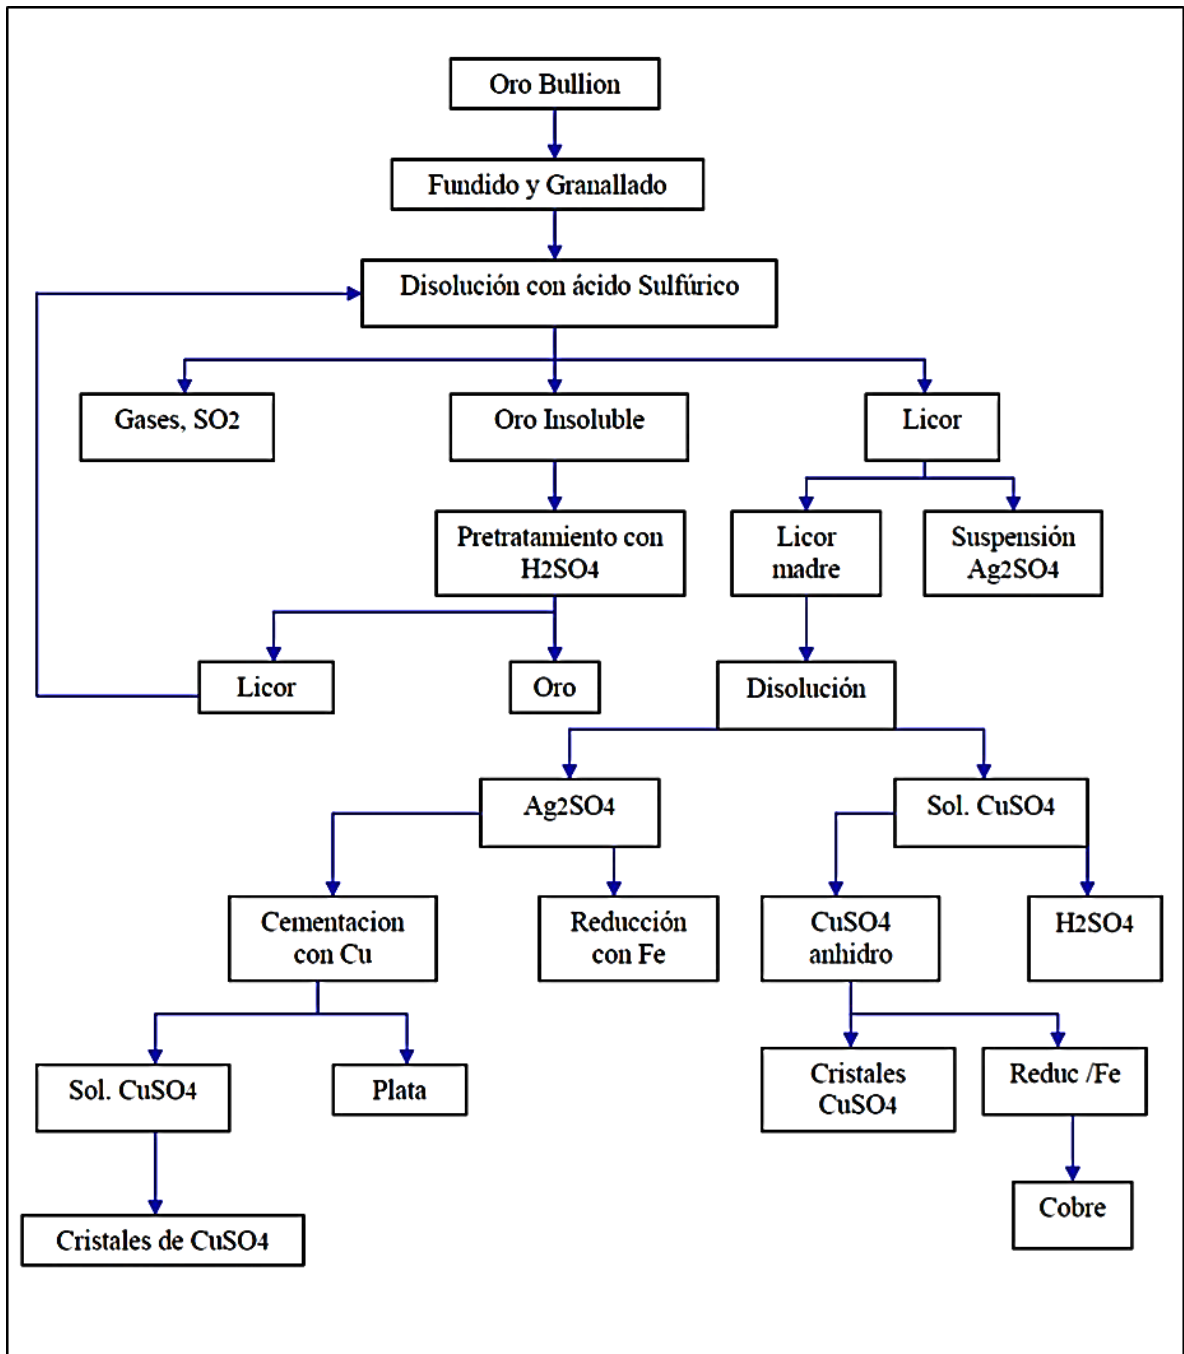 Oro Bullion
Fundido y Granallado
Disolución con ácido Sulfúrico
Gases, SO2
Oro Insoluble
Licor
Pretratamiento con
H2SO4
Licor
madre
Suspensión
Ag2SO4
Licor
Oro
Disolución
Ag2SO4
Sol. CuSO4
Cementacion
con Cu
Reducción
con Fe
CuSO4
anhidro
H2SO4
Sol. CuSO4
Plata
Cristales
CuSO4
Reduc /Fe
Cobre
Cristales de CuSO4